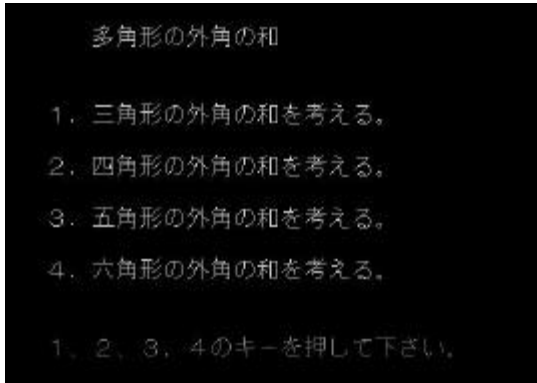 多角形の外角の和
1．三角形の外角の和を考える。
2．四角形の外角の和を考える。
3．五角形の外角の和を考える。
4．六角形の外角の和を考える。
1、2、3、4のキーを押して下さい。